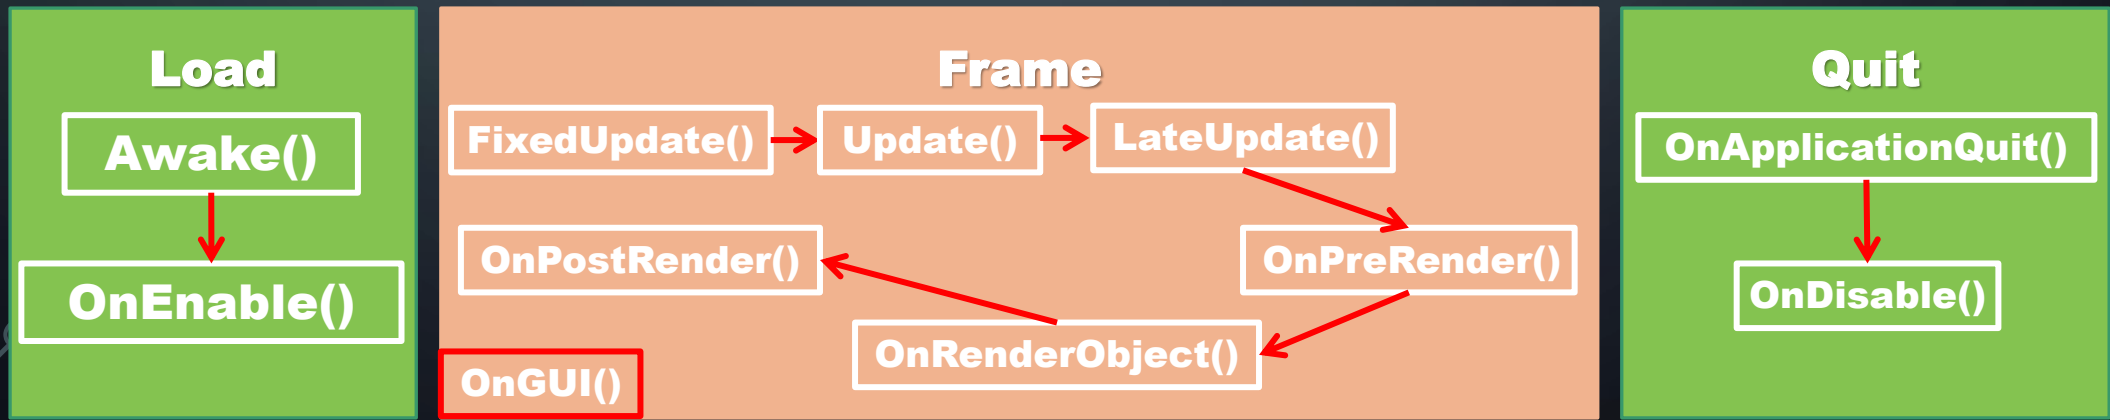 Load
Awake()
OnEnable()
Frame
FixedUpdate()
Update()
LateUpdate()
OnPreRender()
OnRenderObject()
OnPostRender()
OnGUI()
Quit
OnApplicationQuit()
OnDisable()